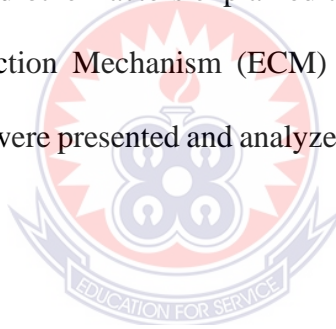 ction Mechanism (ECM)
were presented and analyze
EDUCATION FOR SERVICE